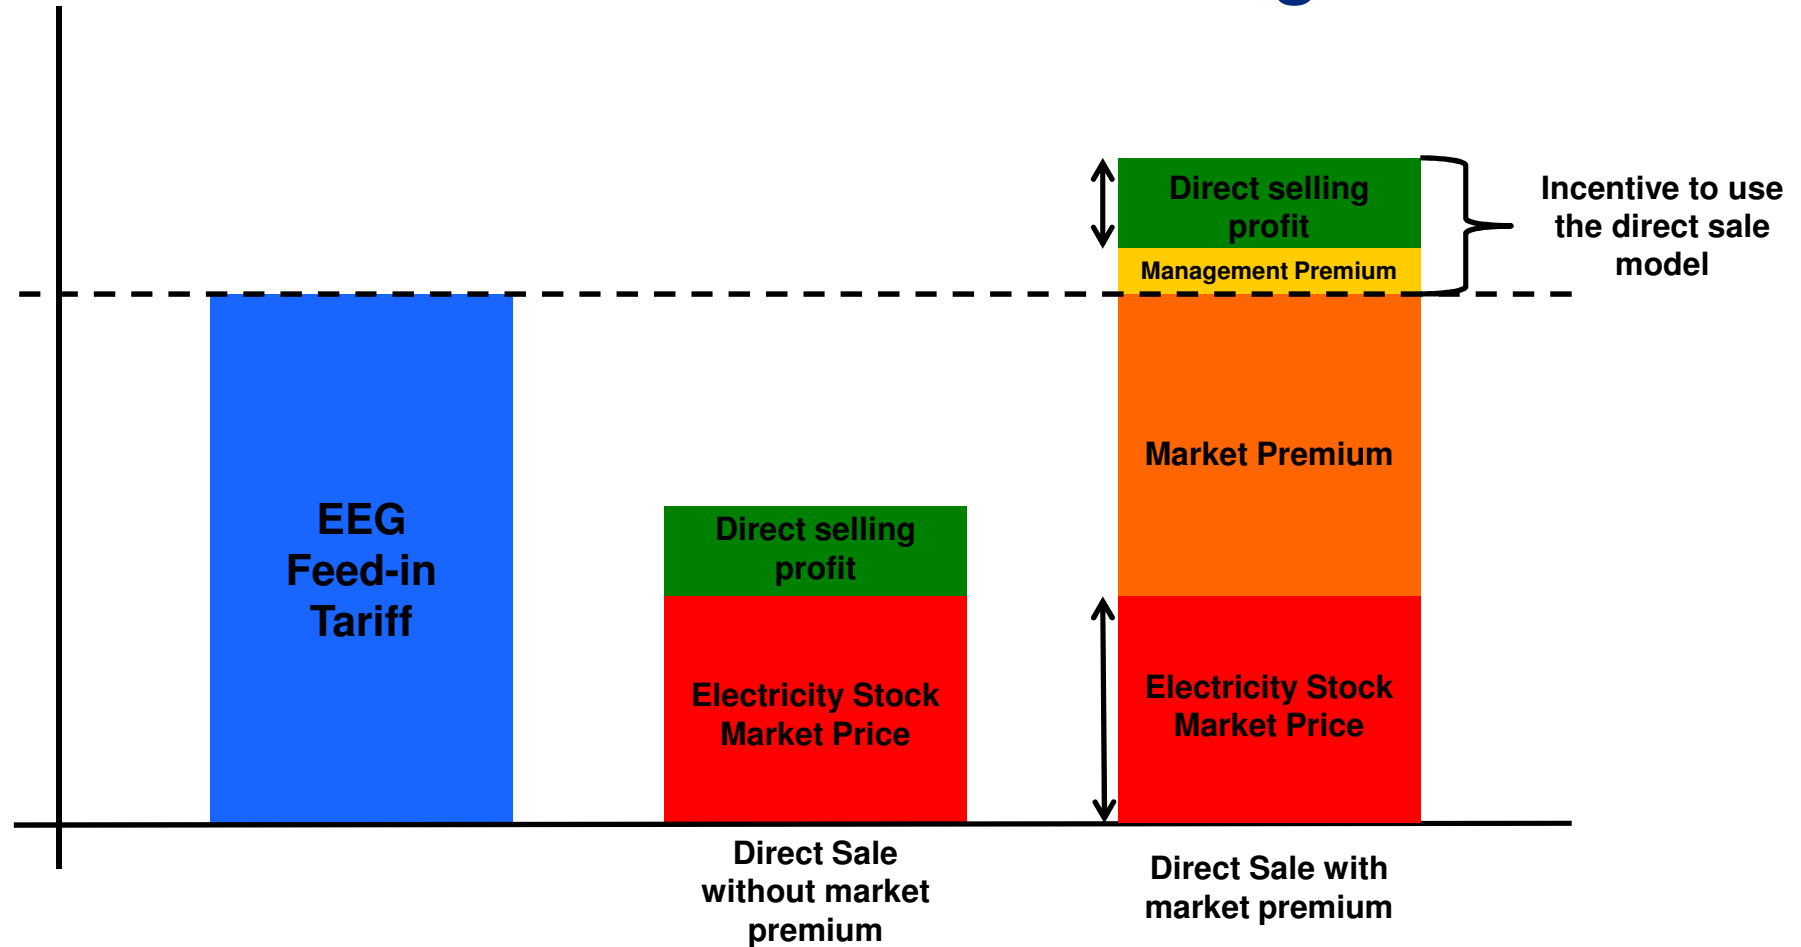 EEG
Feed-in
Tariff
Direct selling
profit
Electricity Stock
Market Price
Direct Sale
without market
premium
Direct selling
profit
Management Premium
Market Premium
Electricity Stock
Market Price
Direct Sale with
market premium
Incentive to use
the direct sale
model